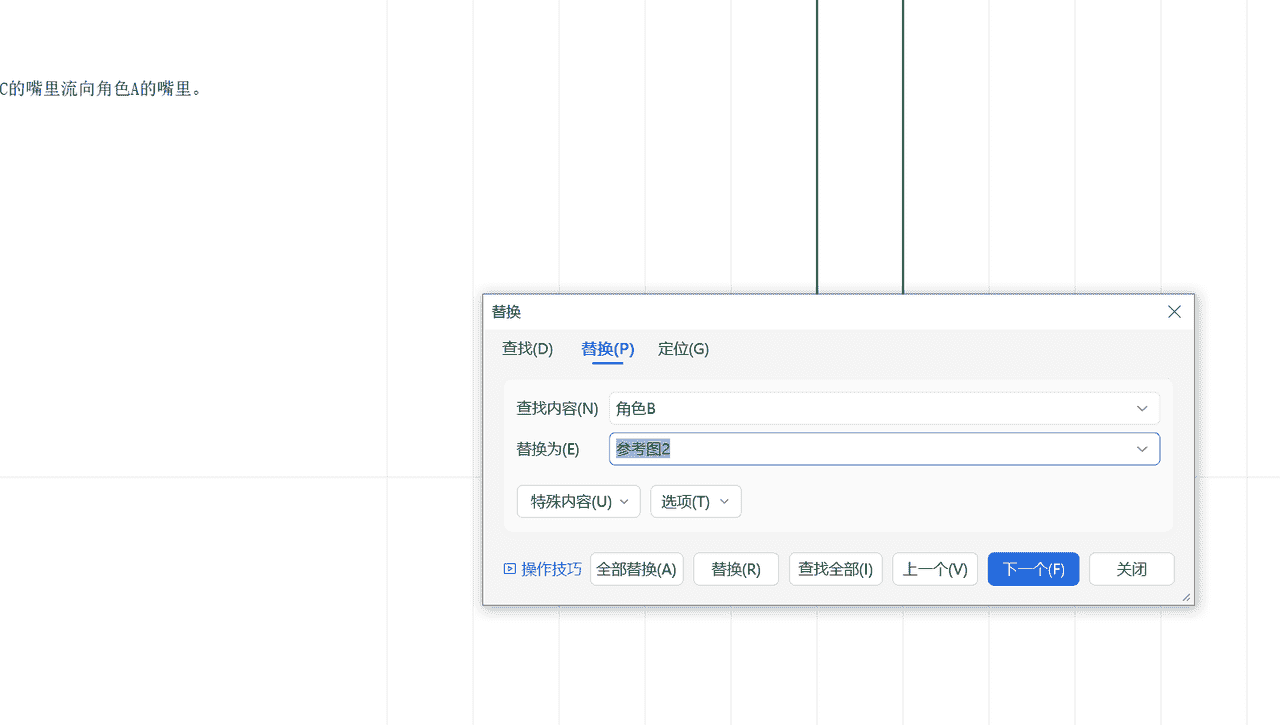 C的嘴里流向角色A的嘴里。
替换
查找(D) 替换(P) 定位(G)
查找内容(N) 角色B
替换为(E) 参考图2
特殊内容(U) 选项(T)
操作技巧 全部替换(A) 替换(R) 查找全部(I) 上一个(V) 下一个(F) 关闭